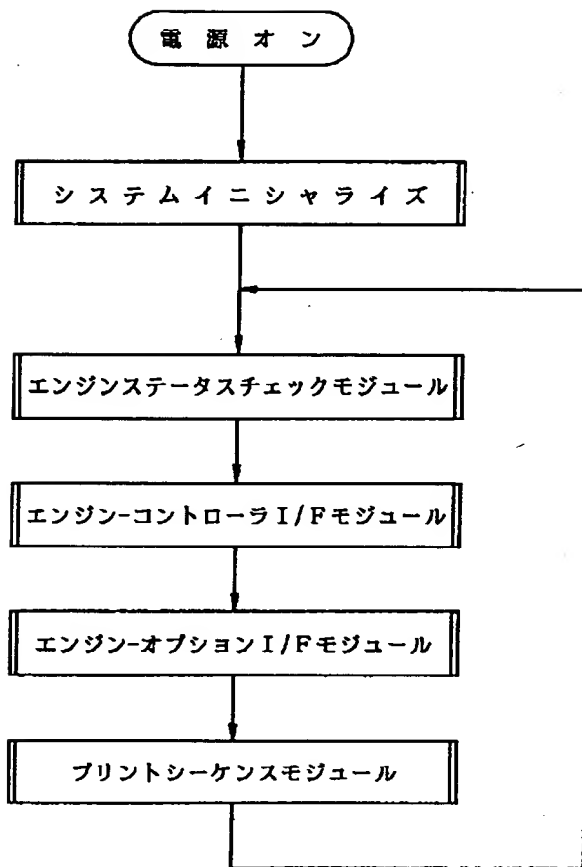 電源オン
システムイニシャライズ
エンジンステータスチェックモジュール
エンジン-コントローラI/Fモジュール
エンジン-オプションI/Fモジュール
プリントシーケンスモジュール